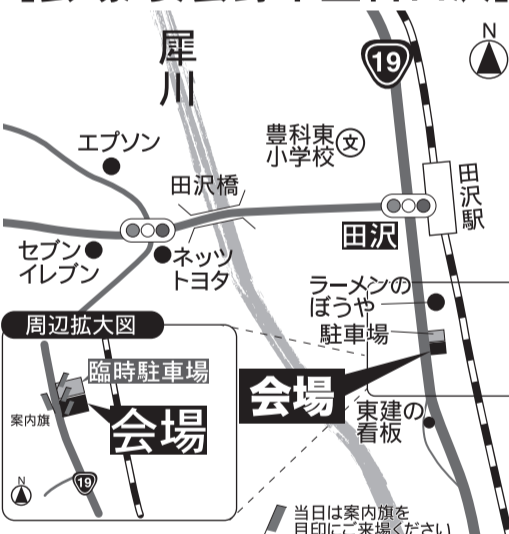 N
19
犀川
エプソン
豊科東
小学校
文
田沢橋
田沢駅
田沢
セブン
イレブン
ネッツ
トヨタ
ラーメンの
ぼうや
駐車場
周辺拡大図
臨時駐車場
会場
案内旗
会場
東建の
看板
N
19
当日は案内旗を
目印にご来場ください